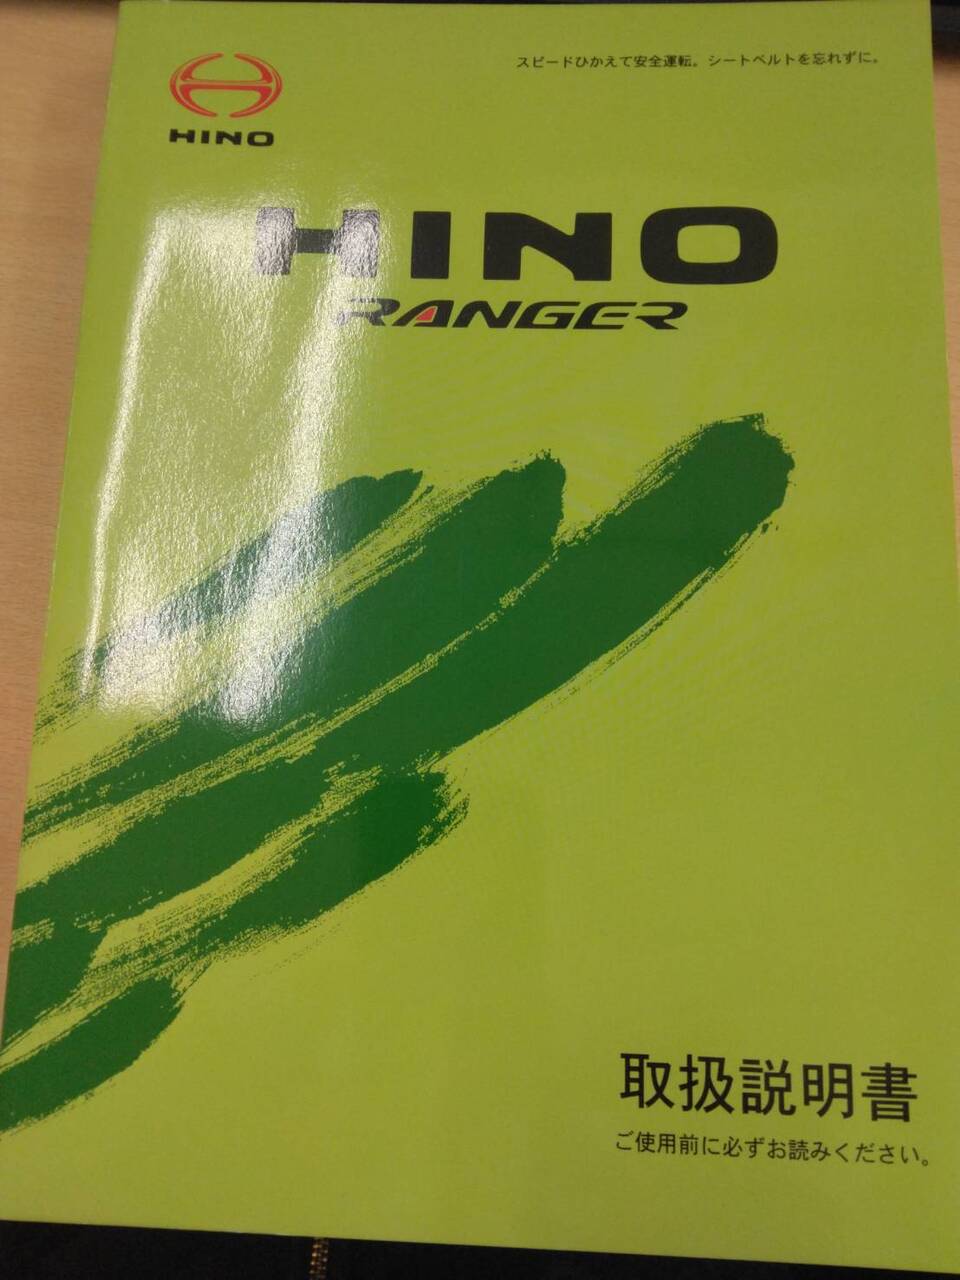 スピードひかえて安全運転。シートベルトを忘れずに。
HINO
HINO
RANGER
取扱説明書
ご使用前に必ずお読みください。